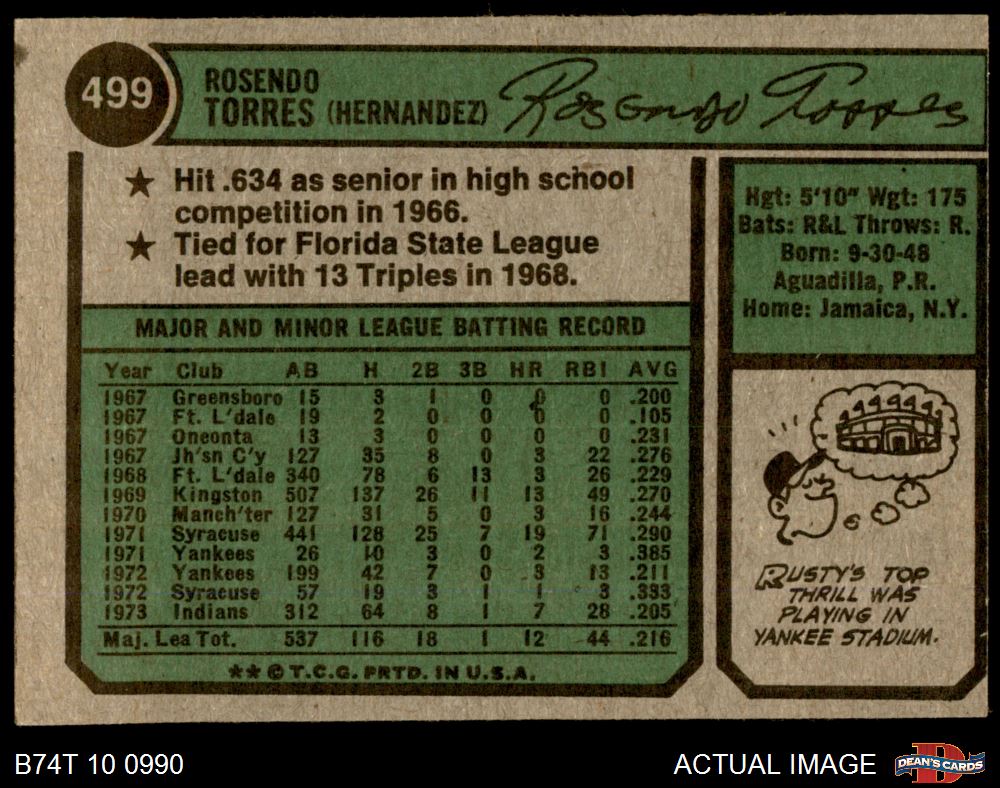 499
ROSENDO
TORRES (HERNANDEZ)
Rosendo Torres
★ Hit .634 as senior in high school
competition in 1966.
★ Tied for Florida State League
lead with 13 Triples in 1968.
Hgt: 5'10" Wgt: 175
Bats: R&L Throws: R.
Born: 9-30-48
Aguadilla, P.R.
Home: Jamaica, N.Y.
MAJOR AND MINOR LEAGUE BATTING RECORD
Year Club AB H 2B 3B HR RBI AVG
1967 Greensboro 15 3 1 0 0 0 .200
1967 Ft. L'dale 19 2 0 0 0 0 .105
1967 Oneonta 13 3 0 0 0 0 .231
1967 Jh'sn C'y 127 35 8 0 3 22 .276
1968 Ft. L'dale 340 78 6 13 3 26 .229
1969 Kingston 507 137 26 11 13 49 .270
1970 Manch'ter 127 31 5 0 3 16 .244
1971 Syracuse 441 128 25 7 19 71 .290
1971 Yankees 26 10 3 0 2 3 .385
1972 Yankees 199 42 7 0 3 13 .211
1972 Syracuse 57 19 3 1 1 3 .333
1973 Indians 312 64 8 1 7 28 .205
Maj. Lea Tot. 537 116 18 1 12 44 .216
** © T.C.G. PRTD. IN U.S.A.
RUSTY'S TOP
THRILL WAS
PLAYING IN
YANKEE STADIUM.
B74T 10 0990
ACTUAL IMAGE
D
DEAN'S CARDS